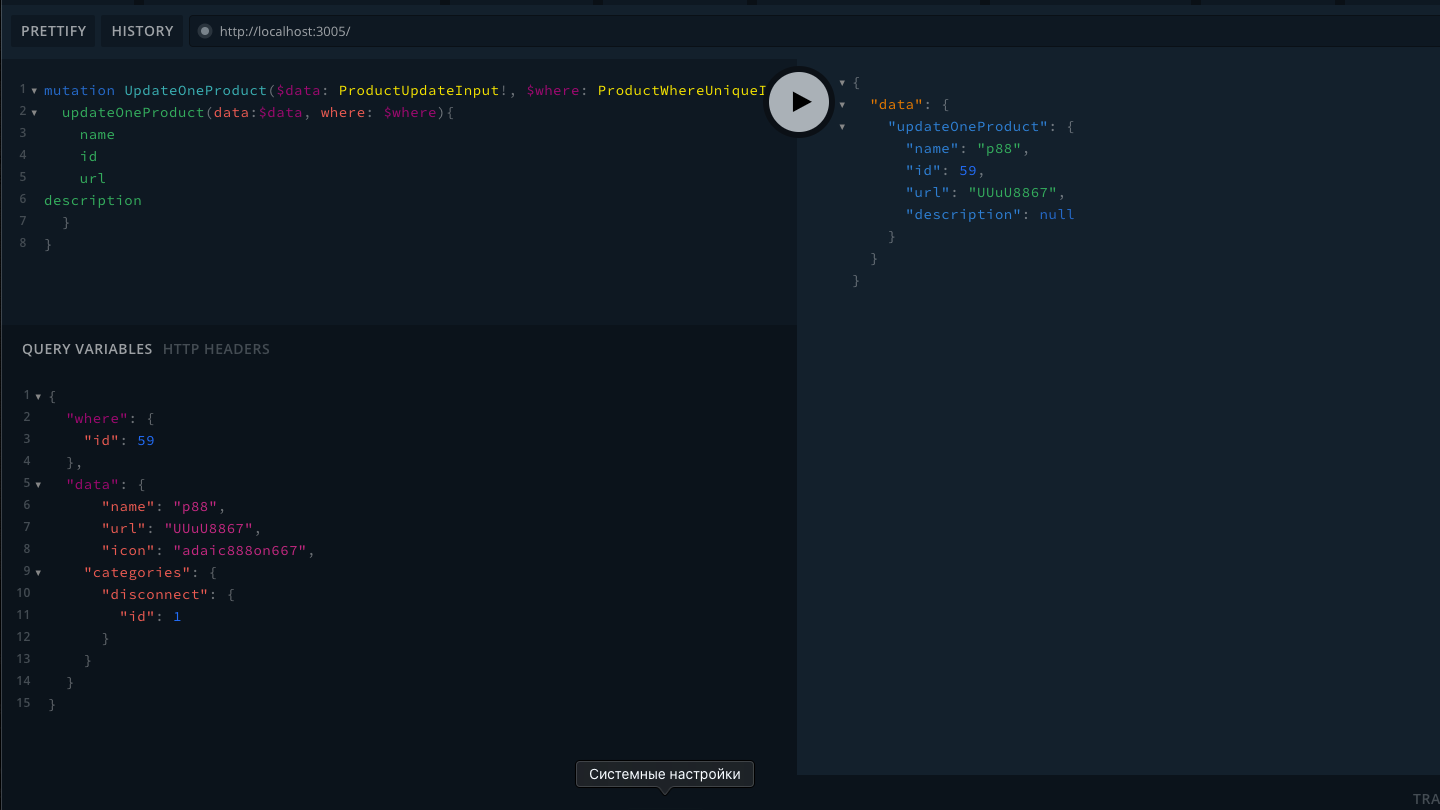 PRETTIFY HISTORY http://localhost:3005/
1 mutation UpdateOneProduct($data: ProductUpdateInput!, $where: ProductWhereUniqueI
2 updateOneProduct(data:$data, where: $where){
3 name
4 id
5 url
6 description
7 }
8 }
{
"data": {
"updateOneProduct": {
"name": "p88",
"id": 59,
"url": "UUuU8867",
"description": null
}
}
}
QUERY VARIABLES HTTP HEADERS
1 {
2 "where": {
3 "id": 59
4 },
5 "data": {
6 "name": "p88",
7 "url": "UUuU8867",
8 "icon": "adaic888on667",
9 "categories": {
10 "disconnect": {
11 "id": 1
12 }
13 }
14 }
15 }
Системные настройки
TRA